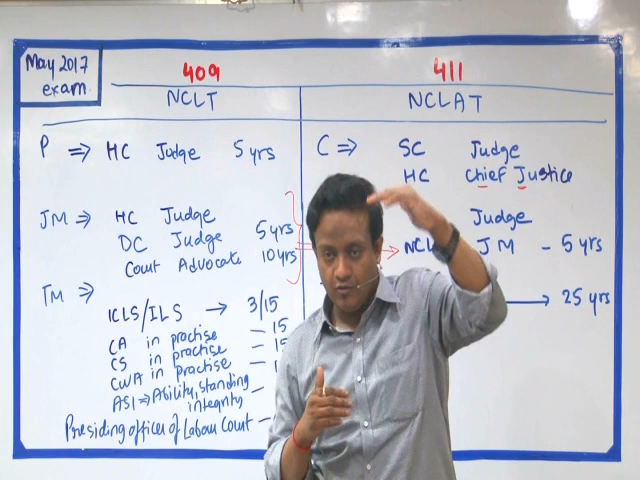 May 2017
exam
409
411
NCLT
NCLAT
P ⇒ HC Judge 5 yrs
C ⇒ SC Judge
HC Chief Justice
JM ⇒ HC Judge
DC Judge 5 yrs
Court Advocate 10 yrs
Judge
JM - 5 yrs
TM ⇒
ICLS/ILS → 3/15
→ 25 yrs
CA in practise - 15
CS in practise - 15
CWA in practise -
ASI ⇒ Ability, standing
integrity -
Presiding officer of Labour Court -